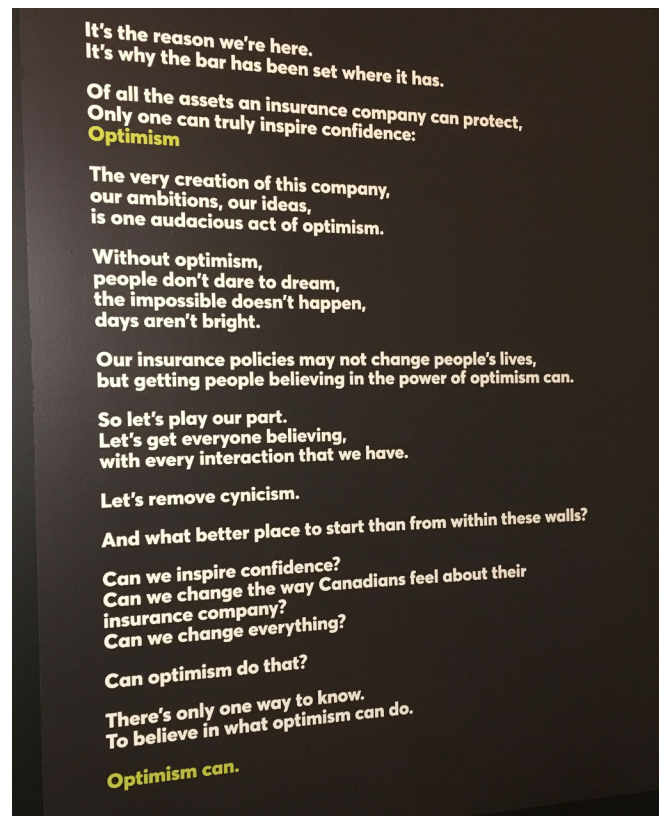 It's the reason we're here.
It's why the bar has been set where it has.
Of all the assets an insurance company can protect,
Only one can truly inspire confidence:
Optimism
The very creation of this company,
our ambitions, our ideas,
is one audacious act of optimism.
Without optimism,
people don't dare to dream,
the impossible doesn't happen,
days aren't bright.
Our insurance policies may not change people's lives,
but getting people believing in the power of optimism can.
So let's play our part.
Let's get everyone believing,
with every interaction that we have.
Let's remove cynicism.
And what better place to start than from within these walls?
Can we inspire confidence?
Can we change the way Canadians feel about their
insurance company?
Can we change everything?
Can optimism do that?
There's only one way to know.
To believe in what optimism can do.
Optimism can.